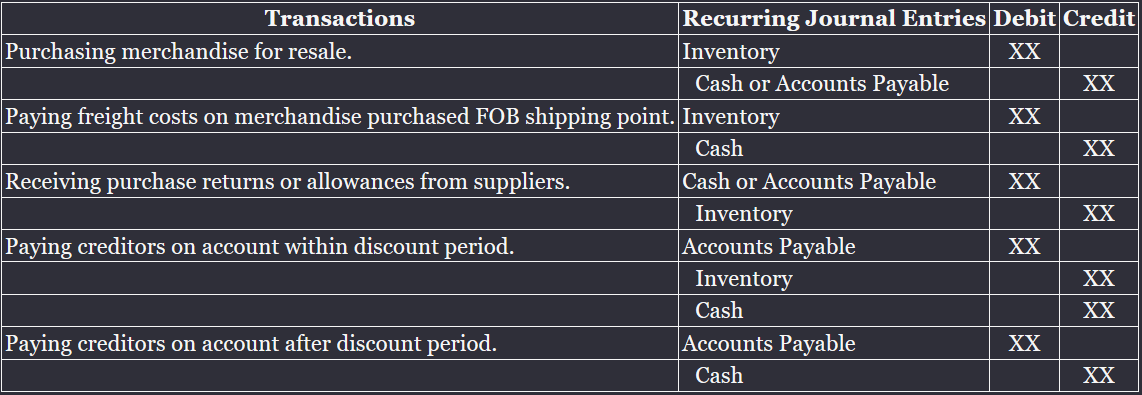 Transactions Recurring Journal Entries Debit Credit
Purchasing merchandise for resale. Inventory XX
Cash or Accounts Payable XX
Paying freight costs on merchandise purchased FOB shipping point. Inventory XX
Cash XX
Receiving purchase returns or allowances from suppliers. Cash or Accounts Payable XX
Inventory XX
Paying creditors on account within discount period. Accounts Payable XX
Inventory XX
Cash XX
Paying creditors on account after discount period. Accounts Payable XX
Cash XX